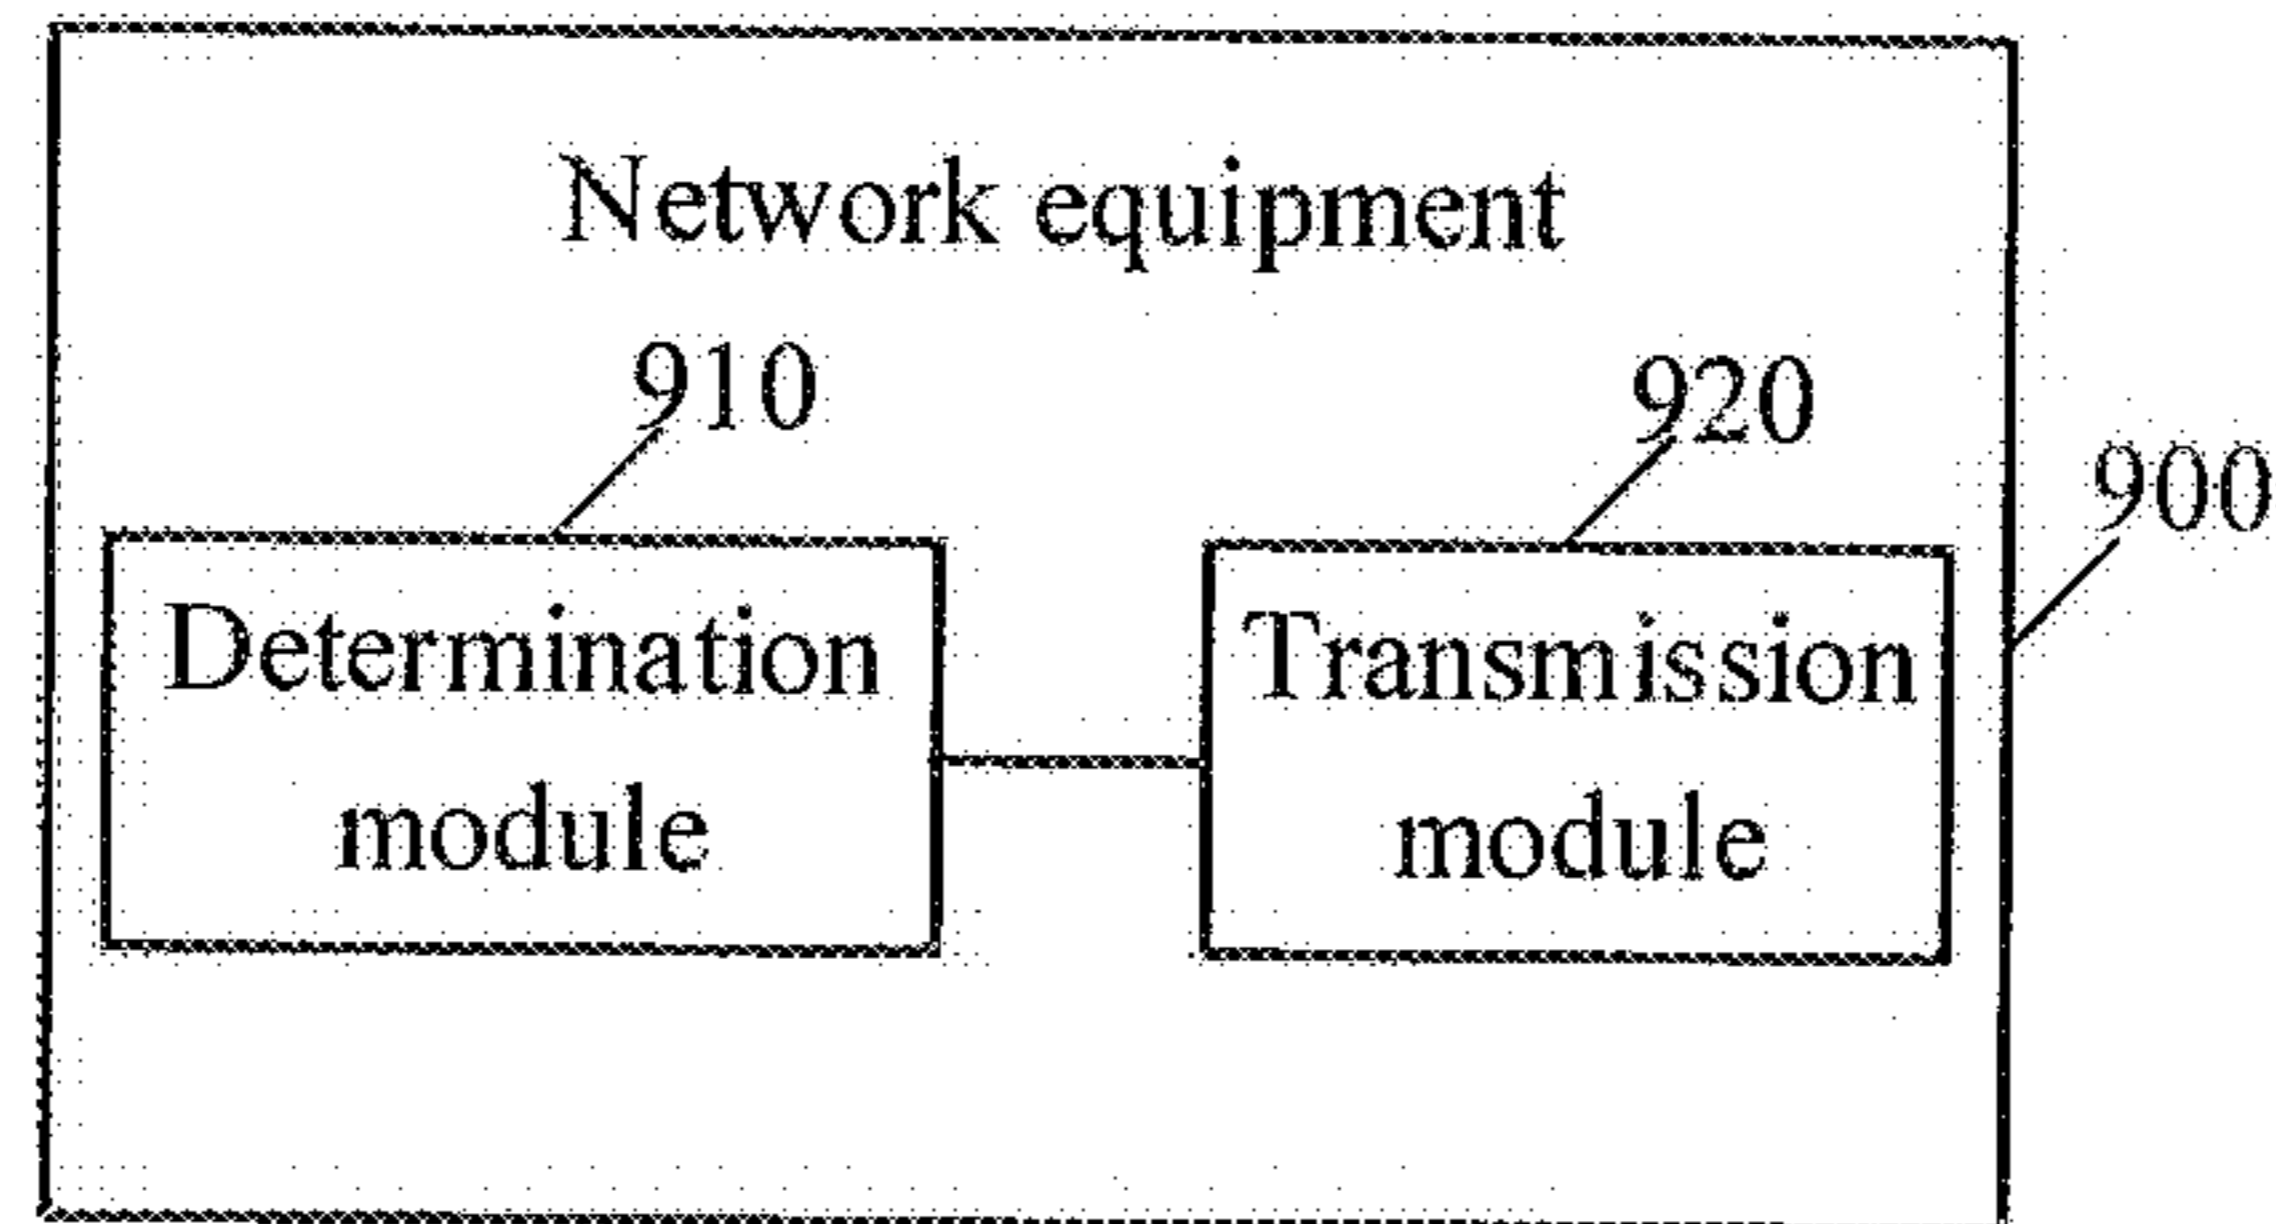 Network equipment
910
920
900
Determination
module
Transmission
module